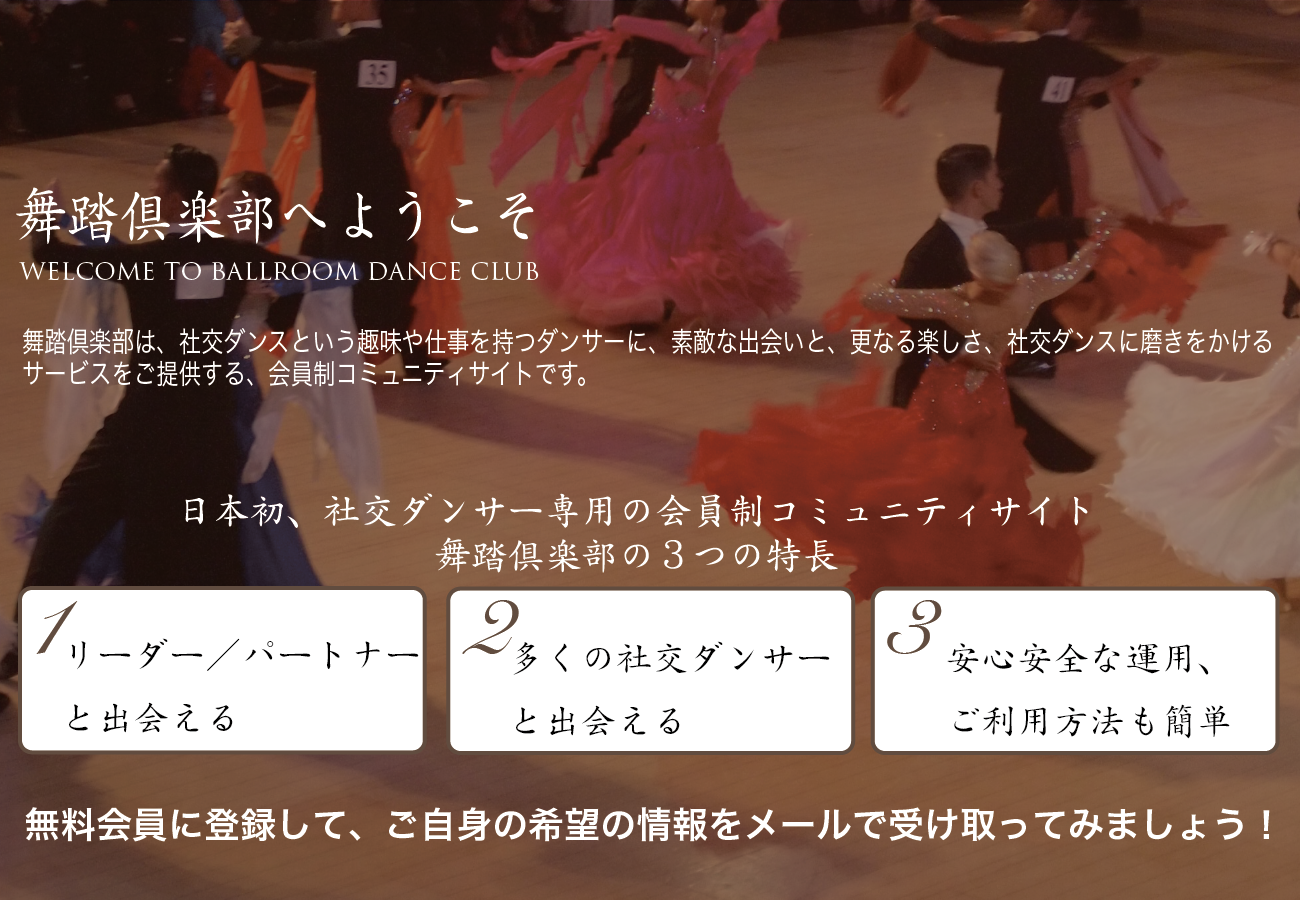 35
41
舞踏倶楽部へようこそ
WELCOME TO BALLROOM DANCE CLUB
舞踏倶楽部は、社交ダンスという趣味や仕事を持つダンサーに、素敵な出会いと、更なる楽しさ、社交ダンスに磨きをかける
サービスをご提供する、会員制コミュニティサイトです。
日本初、社交ダンサー専用の会員制コミュニティサイト
舞踏倶楽部の3つの特長
1
リーダー／パートナー
と出会える
2
多くの社交ダンサー
と出会える
3
安心安全な運用、
ご利用方法も簡単
無料会員に登録して、ご自身の希望の情報をメールで受け取ってみましょう！